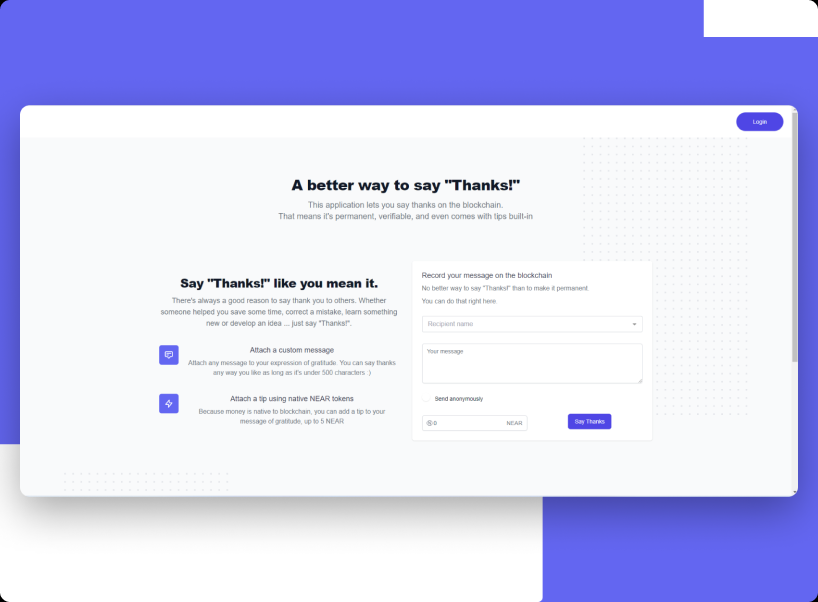 Login
A better way to say "Thanks!"
This application lets you say thanks on the blockchain.
That means it's permanent, verifiable, and even comes with tips built-in
Say "Thanks!" like you mean it.
There's always a good reason to say thank you to others. Whether
someone helped you save some time, correct a mistake, learn something
new or develop an idea ... just say "Thanks!".
Attach a custom message
Attach any message to your expression of gratitude. You can say thanks
any way you like as long as it's under 500 characters :)
Attach a tip using native NEAR tokens
Because money is native to blockchain, you can add a tip to your
message of gratitude, up to 5 NEAR
Record your message on the blockchain
No better way to say "Thanks!" than to make it permanent.
You can do that right here.
Recipient name
Your message
Send anonymously
Ⓝ 0 NEAR
Say Thanks